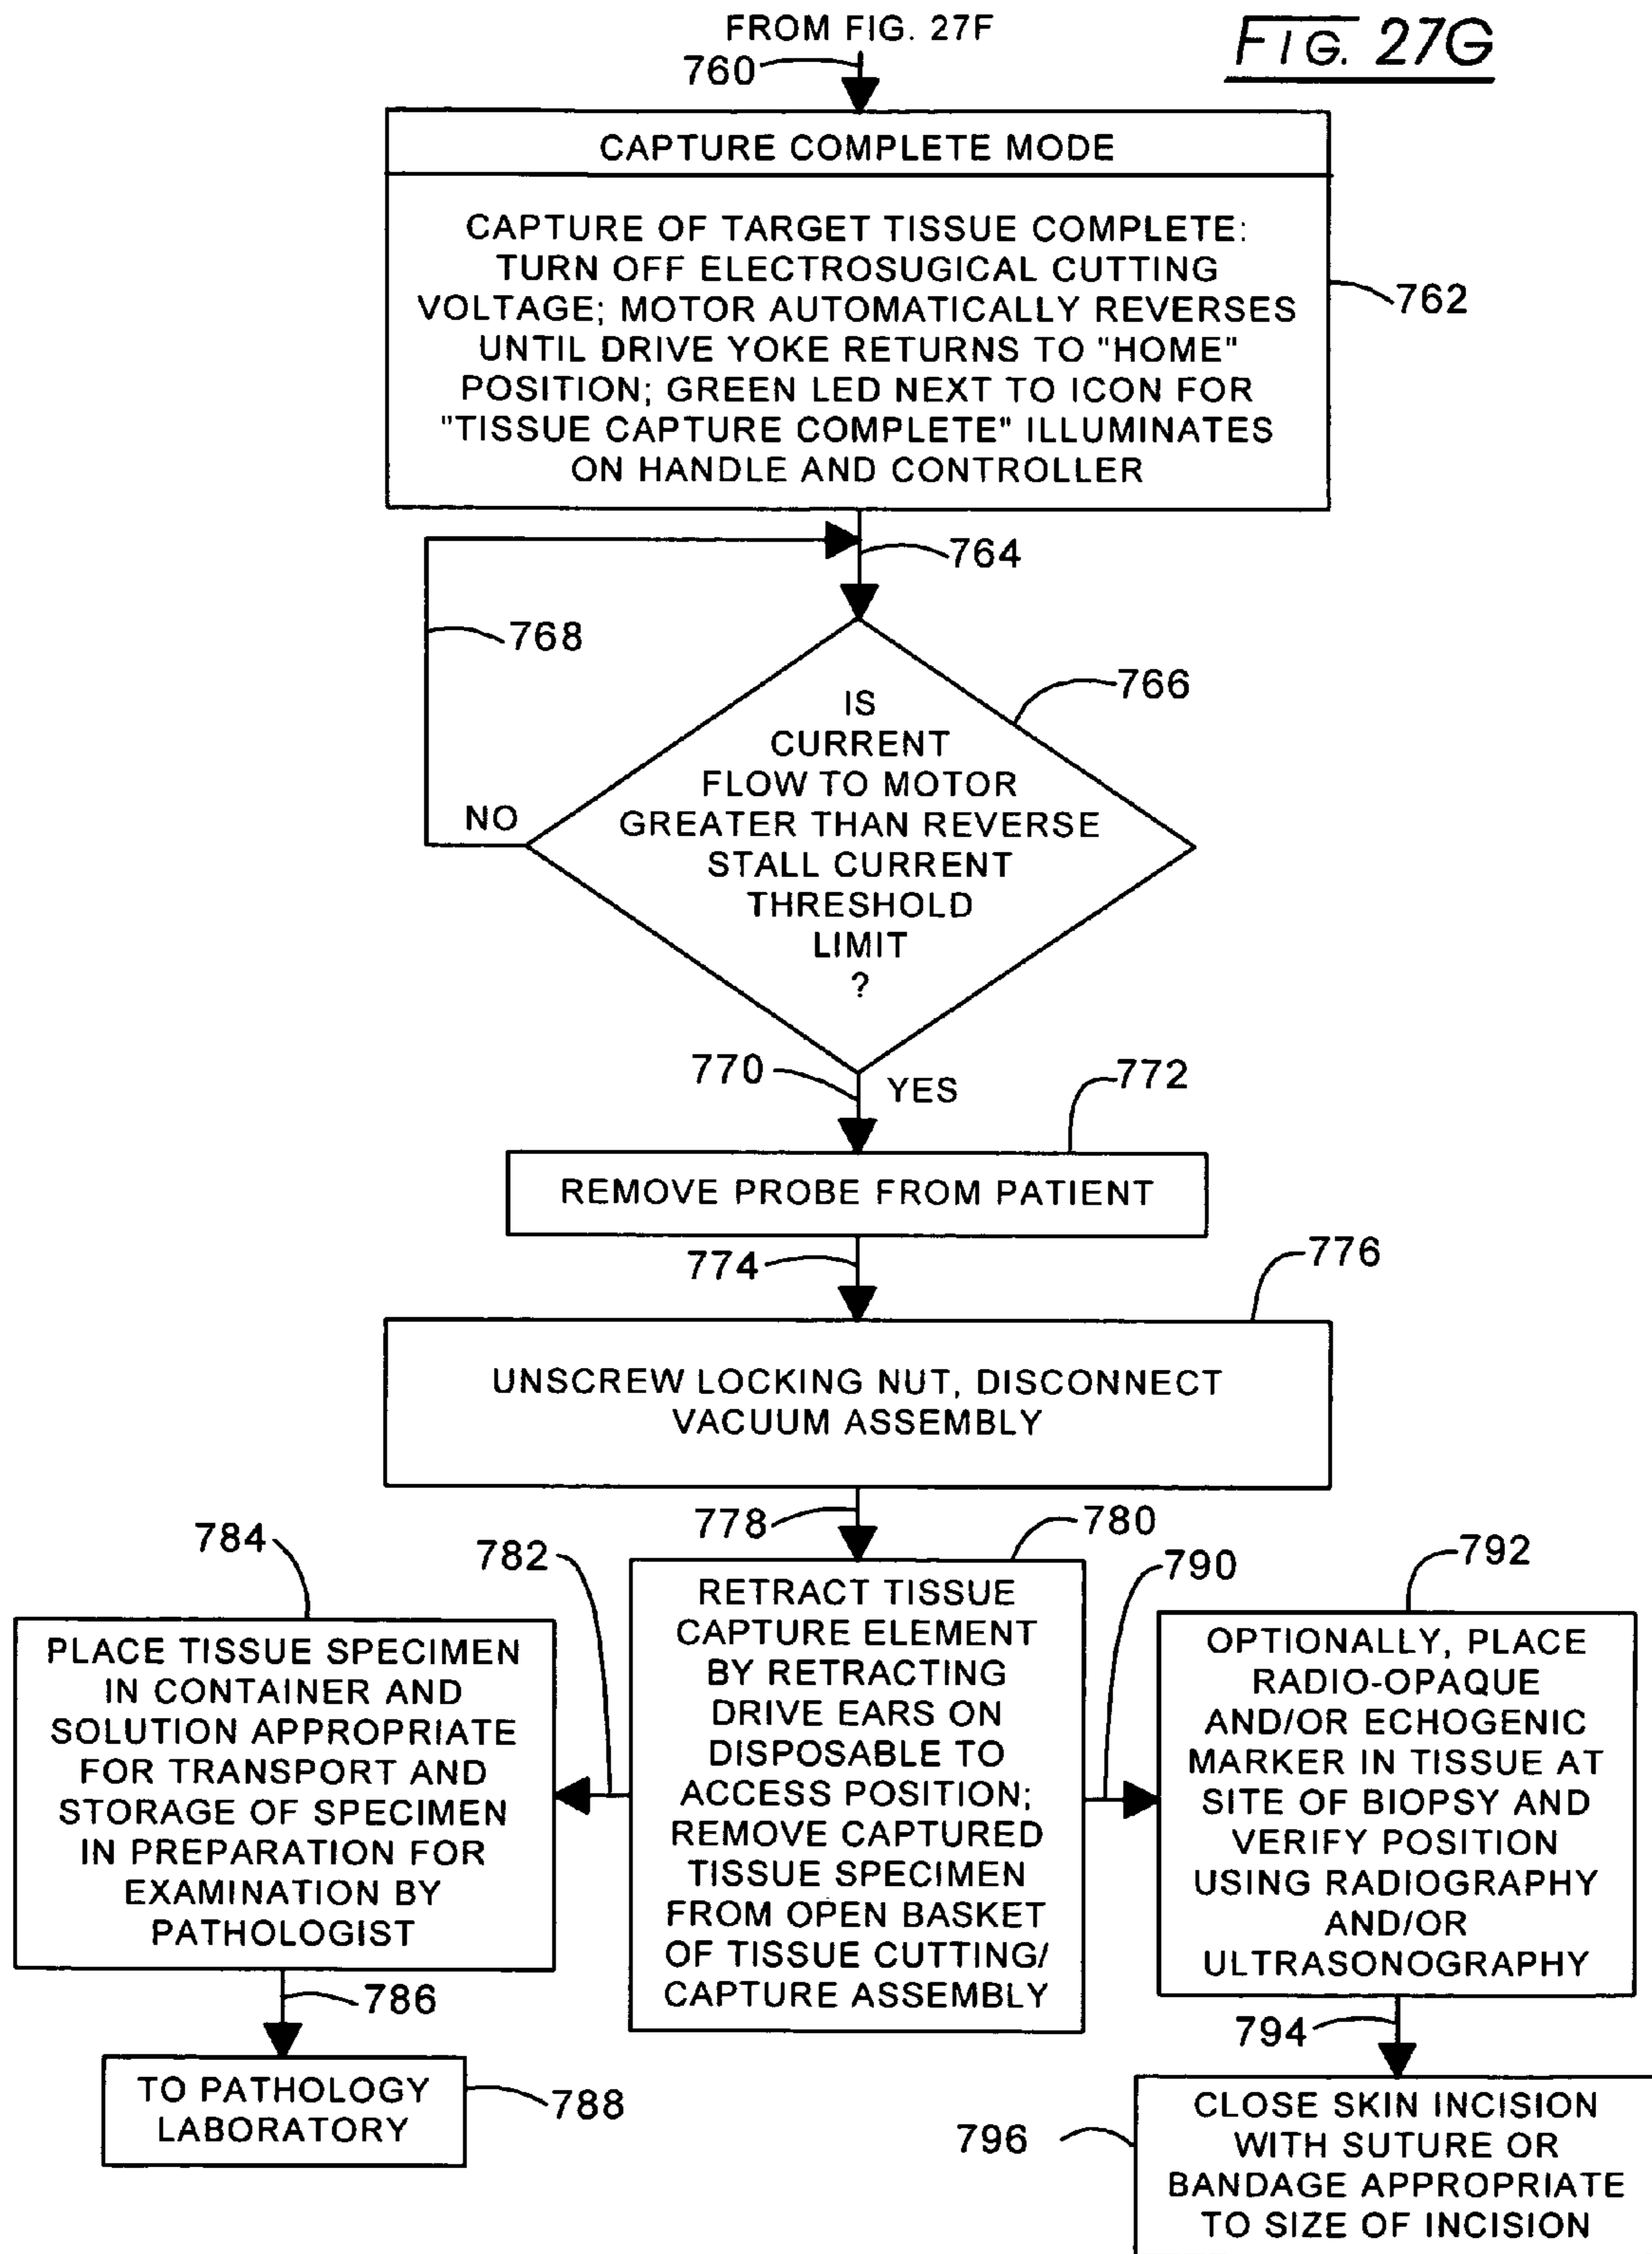 FROM FIG. 27F
FIG. 27G
760
CAPTURE COMPLETE MODE
CAPTURE OF TARGET TISSUE COMPLETE:
TURN OFF ELECTROSUGICAL CUTTING
VOLTAGE; MOTOR AUTOMATICALLY REVERSES
UNTIL DRIVE YOKE RETURNS TO "HOME"
POSITION; GREEN LED NEXT TO ICON FOR
"TISSUE CAPTURE COMPLETE" ILLUMINATES
ON HANDLE AND CONTROLLER
762
764
768
766
IS
CURRENT
FLOW TO MOTOR
GREATER THAN REVERSE
STALL CURRENT
THRESHOLD
LIMIT
?
NO
770
YES
772
REMOVE PROBE FROM PATIENT
774
776
UNSCREW LOCKING NUT, DISCONNECT
VACUUM ASSEMBLY
778
780
782
784
790
792
RETRACT TISSUE
CAPTURE ELEMENT
BY RETRACTING
DRIVE EARS ON
DISPOSABLE TO
ACCESS POSITION;
REMOVE CAPTURED
TISSUE SPECIMEN
FROM OPEN BASKET
OF TISSUE CUTTING/
CAPTURE ASSEMBLY
PLACE TISSUE SPECIMEN
IN CONTAINER AND
SOLUTION APPROPRIATE
FOR TRANSPORT AND
STORAGE OF SPECIMEN
IN PREPARATION FOR
EXAMINATION BY
PATHOLOGIST
786
TO PATHOLOGY
LABORATORY
788
OPTIONALLY, PLACE
RADIO-OPAQUE
AND/OR ECHOGENIC
MARKER IN TISSUE AT
SITE OF BIOPSY AND
VERIFY POSITION
USING RADIOGRAPHY
AND/OR
ULTRASONOGRAPHY
794
796
CLOSE SKIN INCISION
WITH SUTURE OR
BANDAGE APPROPRIATE
TO SIZE OF INCISION